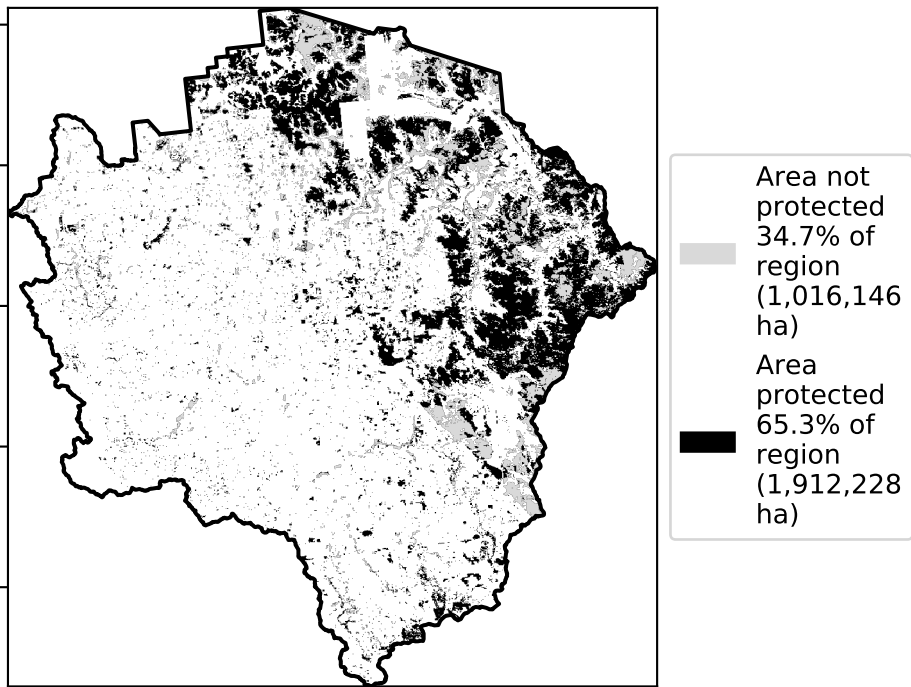 Area not
protected
34.7% of
region
(1,016,146
ha)
Area
protected
65.3% of
region
(1,912,228
ha)